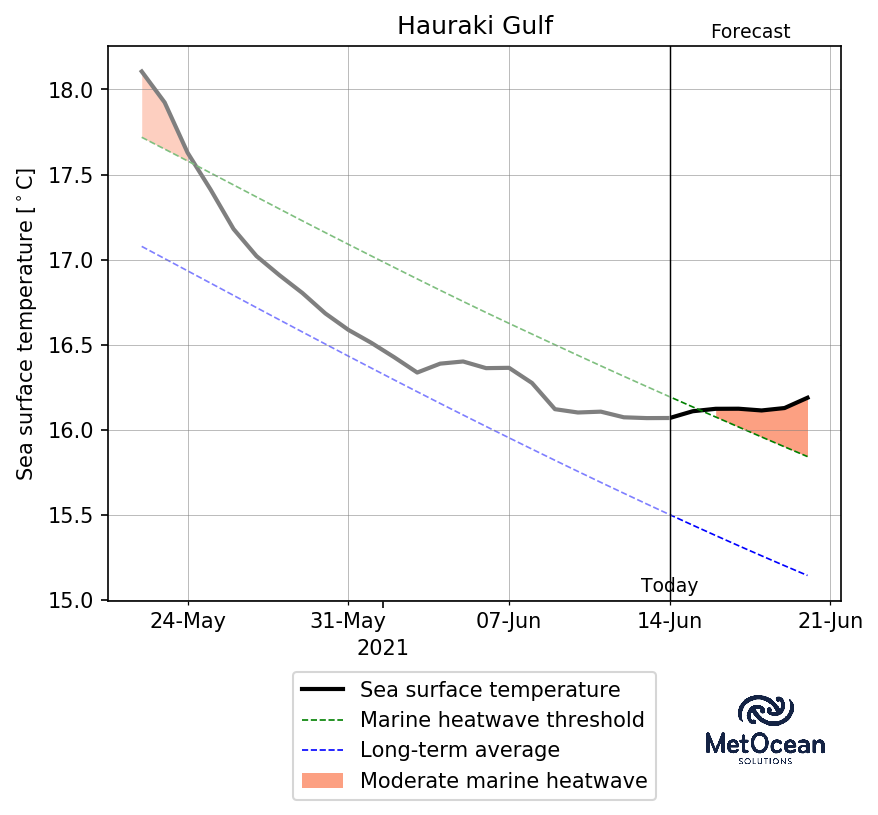 Hauraki Gulf
Forecast
Sea surface temperature [°C]
18.0
17.5
17.0
16.5
16.0
15.5
15.0
Today
24-May 31-May 07-Jun 14-Jun 21-Jun
2021
Sea surface temperature
Marine heatwave threshold
Long-term average
Moderate marine heatwave
MetOcean
SOLUTIONS